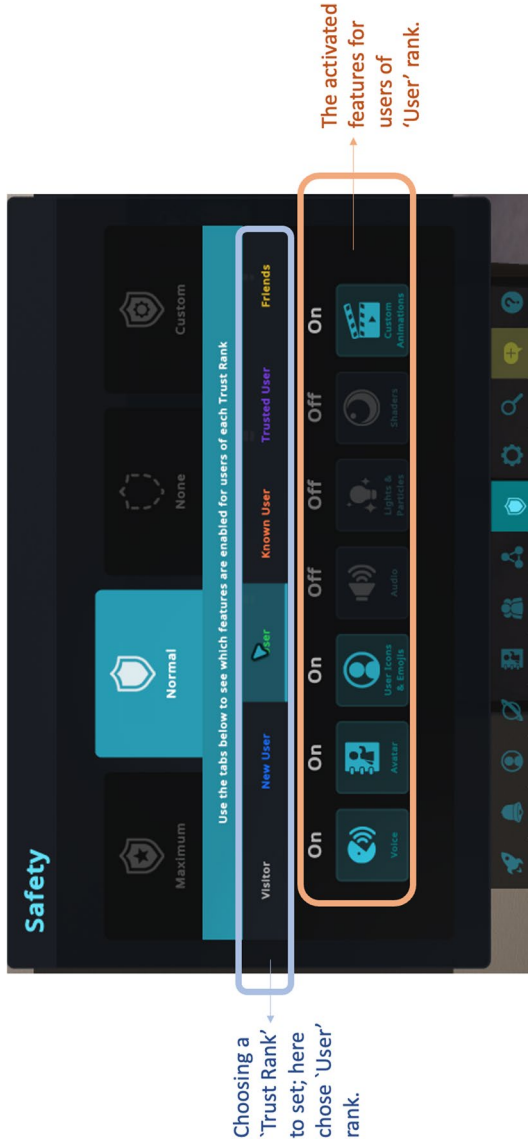 Safety
Maximum
Normal
None
Custom
Use the tabs below to see which features are enabled for users of each Trust Rank
Visitor
New User
User
Known User
Trusted User
Friends
On
On
On
Off
Off
Off
On
Voice
Avatar
User Icons
& Emojis
Audio
Lights &
Particles
Shaders
Custom
Animations
Choosing a
‘Trust Rank’
to set; here
chose ‘User’
rank.
The activated
features for
users of
‘User’ rank.